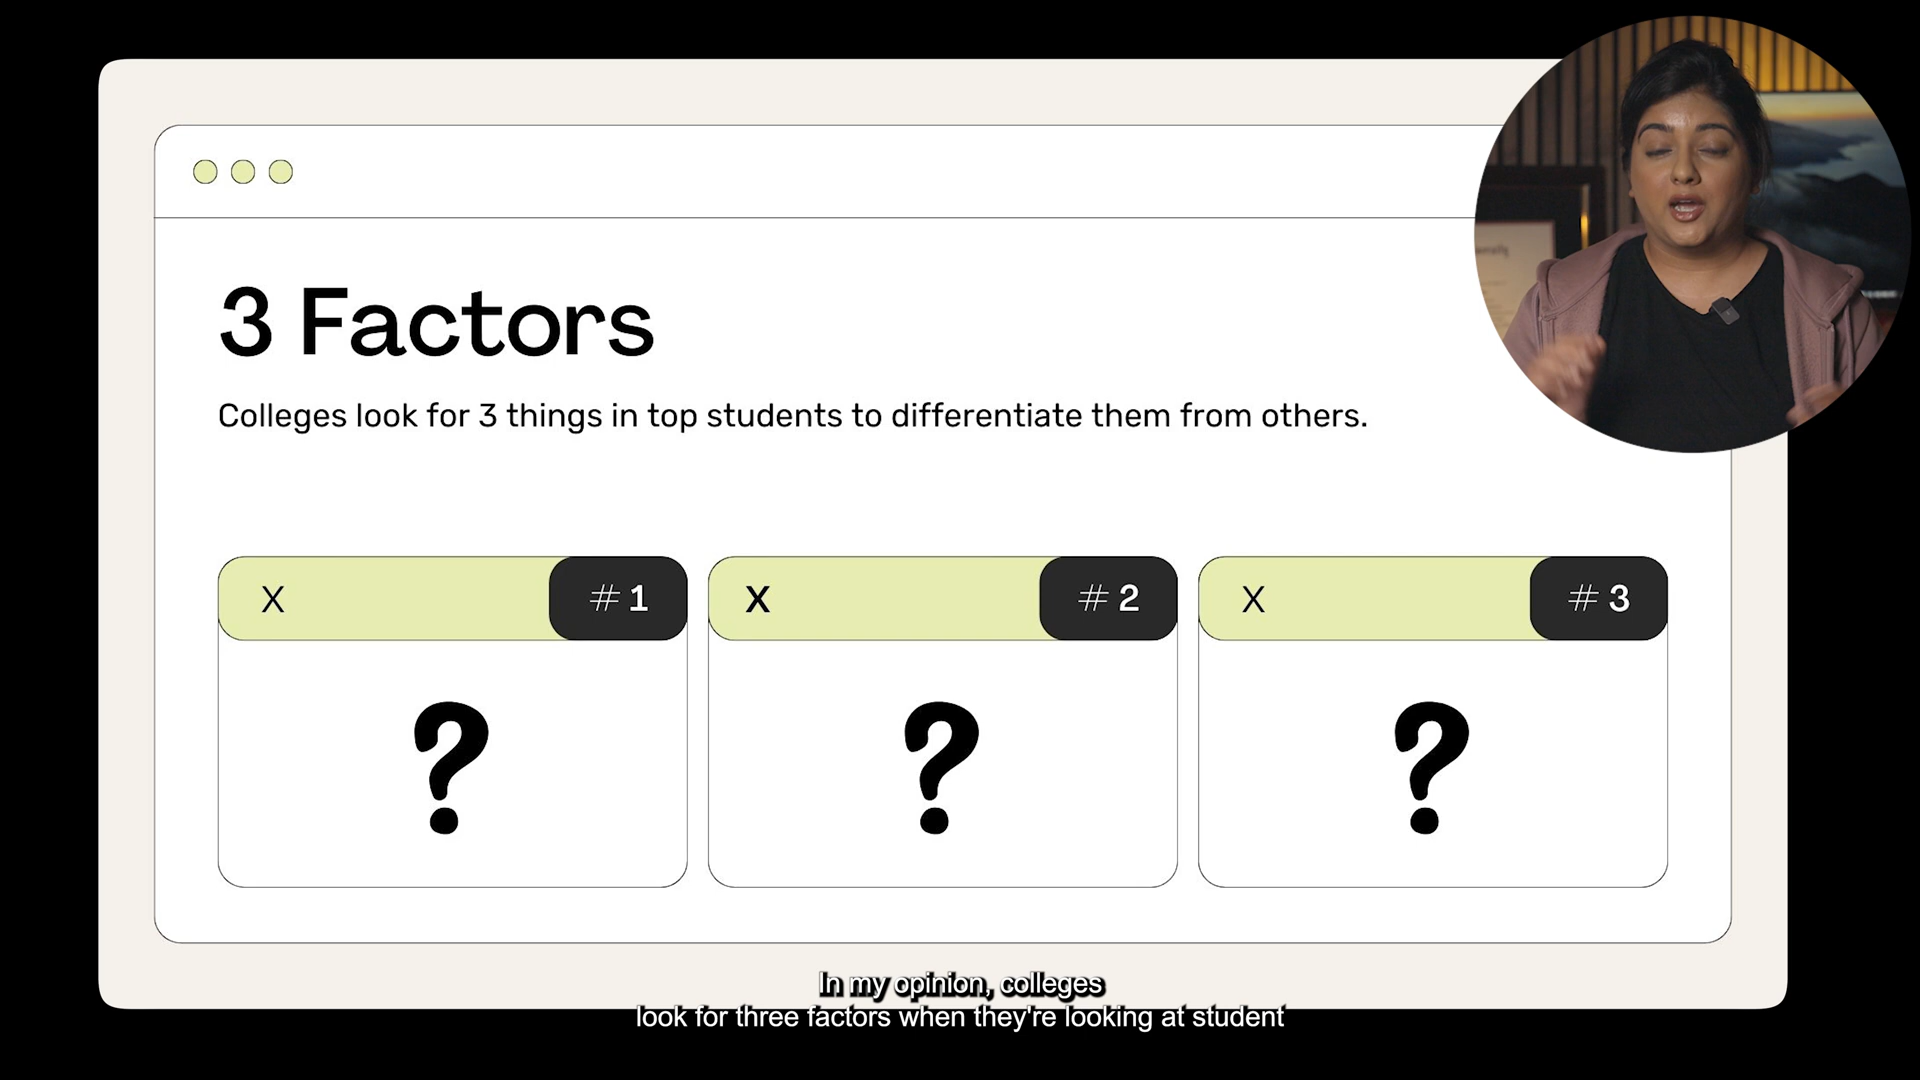 3 Factors
Colleges look for 3 things in top students to differentiate them from others.
X # 1
X # 2
X # 3
?
?
?
In my opinion, colleges
look for three factors when they're looking at student